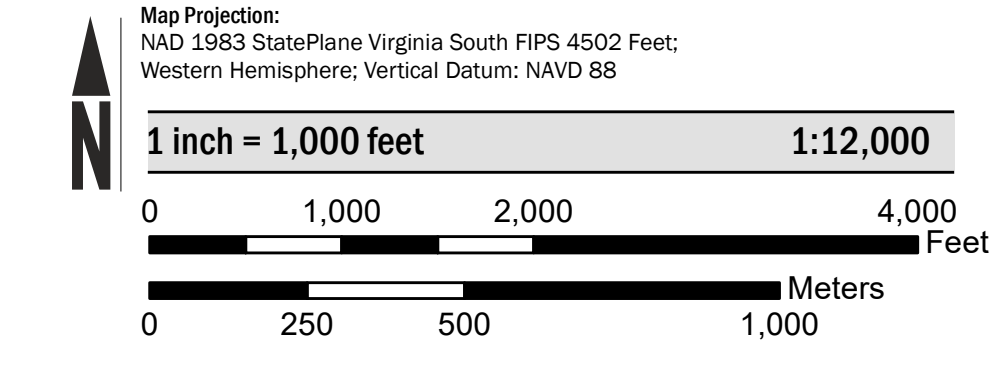 Map Projection:
NAD 1983 StatePlane Virginia South FIPS 4502 Feet;
Western Hemisphere; Vertical Datum: NAVD 88
N
1 inch = 1,000 feet 1:12,000
0 1,000 2,000 4,000
Feet
Meters
0 250 500 1,000